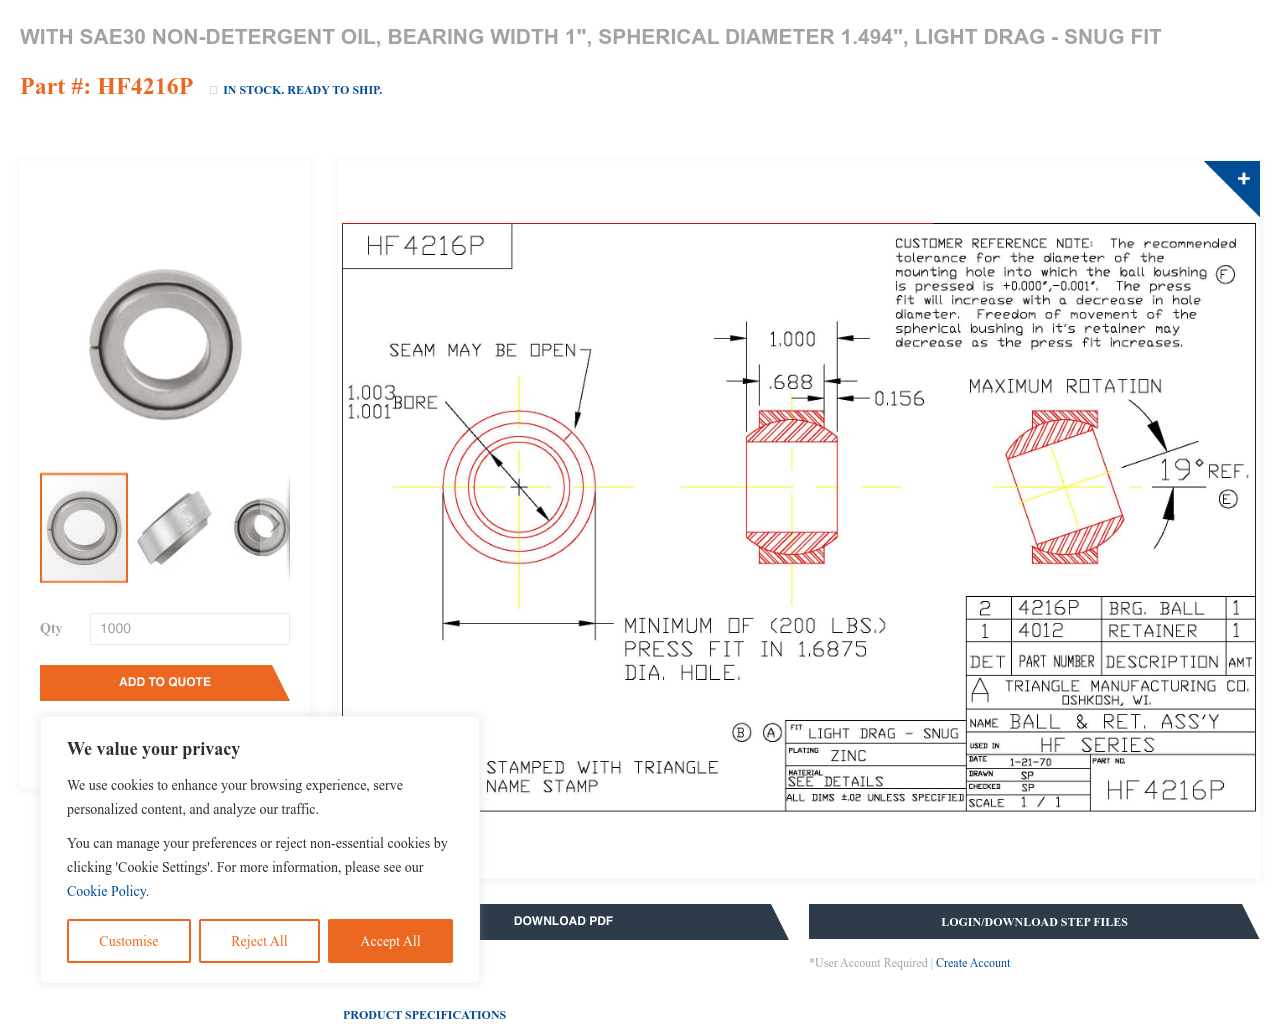 WITH SAE30 NON-DETERGENT OIL, BEARING WIDTH 1", SPHERICAL DIAMETER 1.494", LIGHT DRAG - SNUG FIT
Part #: HF4216P
IN STOCK. READY TO SHIP.
+
HF4216P
CUSTOMER REFERENCE NOTE: The recommended
tolerance for the diameter of the
mounting hole into which the ball bushing
is pressed is +0.000",-0.001". The press
fit will increase with a decrease in hole
diameter. Freedom of movement of the
spherical bushing in it's retainer may
decrease as the press fit increases.
F
SEAM MAY BE OPEN
1.003
1.001
BORE
1.000
.688
0.156
MAXIMUM ROTATION
19° REF.
E
MINIMUM OF (200 LBS.)
PRESS FIT IN 1.6875
DIA. HOLE.
2 4216P BRG. BALL 1
1 4012 RETAINER 1
DET PART NUMBER DESCRIPTION AMT
A TRIANGLE MANUFACTURING CO.
OSHKOSH, WI.
NAME BALL & RET. ASS'Y
USED IN HF SERIES
DATE 1-21-70
DRAWN SP
CHECKED SP
SCALE 1 / 1
PART NO.
HF4216P
B A
FIT LIGHT DRAG - SNUG
PLATING ZINC
MATERIAL SEE DETAILS
ALL DIMS ±.02 UNLESS SPECIFIED
STAMPED WITH TRIANGLE
NAME STAMP
Qty 1000
ADD TO QUOTE
We value your privacy
We use cookies to enhance your browsing experience, serve
personalized content, and analyze our traffic.
You can manage your preferences or reject non-essential cookies by
clicking 'Cookie Settings'. For more information, please see our
Cookie Policy.
Customise
Reject All
Accept All
DOWNLOAD PDF
LOGIN/DOWNLOAD STEP FILES
*User Account Required | Create Account
PRODUCT SPECIFICATIONS